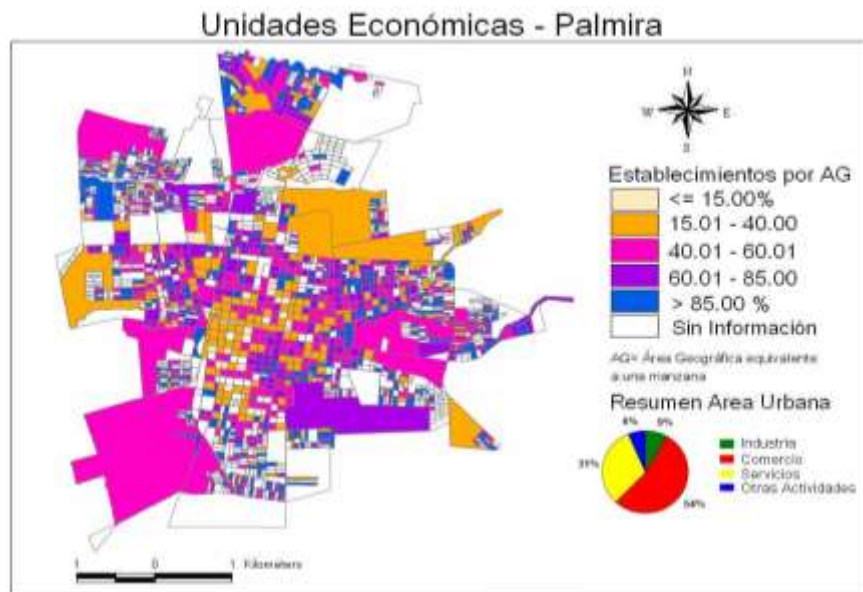 Unidades Económicas - Palmira
N
W E
S
Establecimientos por AG
<= 15.00%
15.01 - 40.00
40.01 - 60.01
60.01 - 85.00
> 85.00 %
Sin Información
AG= Área Geográfica equivalente
a una manzana
Resumen Area Urbana
9%
Industria
Comercio
Servicios
Otras Actividades
1 0 1 Kilometers